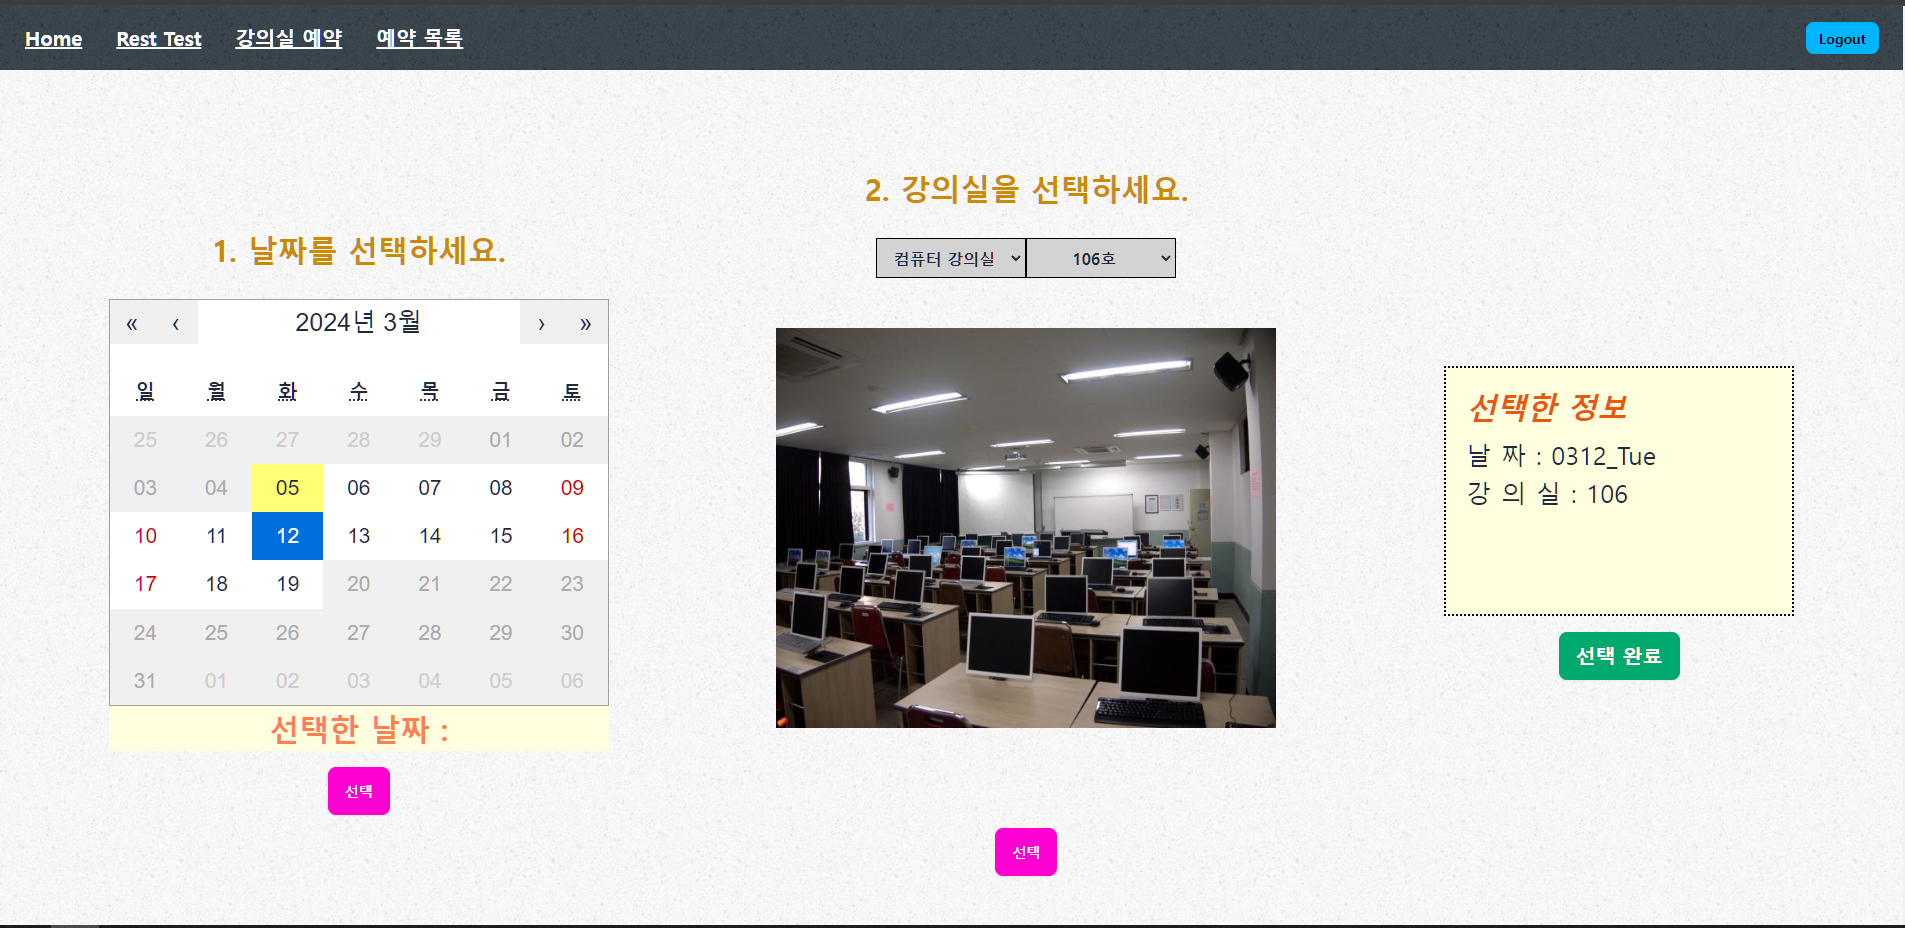 Home Rest Test 강의실 예약 예약 목록 Logout
1. 날짜를 선택하세요.
« ‹ 2024년 3월 › »
일 월 화 수 목 금 토
25 26 27 28 29 01 02
03 04 05 06 07 08 09
10 11 12 13 14 15 16
17 18 19 20 21 22 23
24 25 26 27 28 29 30
31 01 02 03 04 05 06
선택한 날짜 :
선택
2. 강의실을 선택하세요.
컴퓨터 강의실 106호
선택
선택한 정보
날 짜 : 0312_Tue
강 의 실 : 106
선택 완료